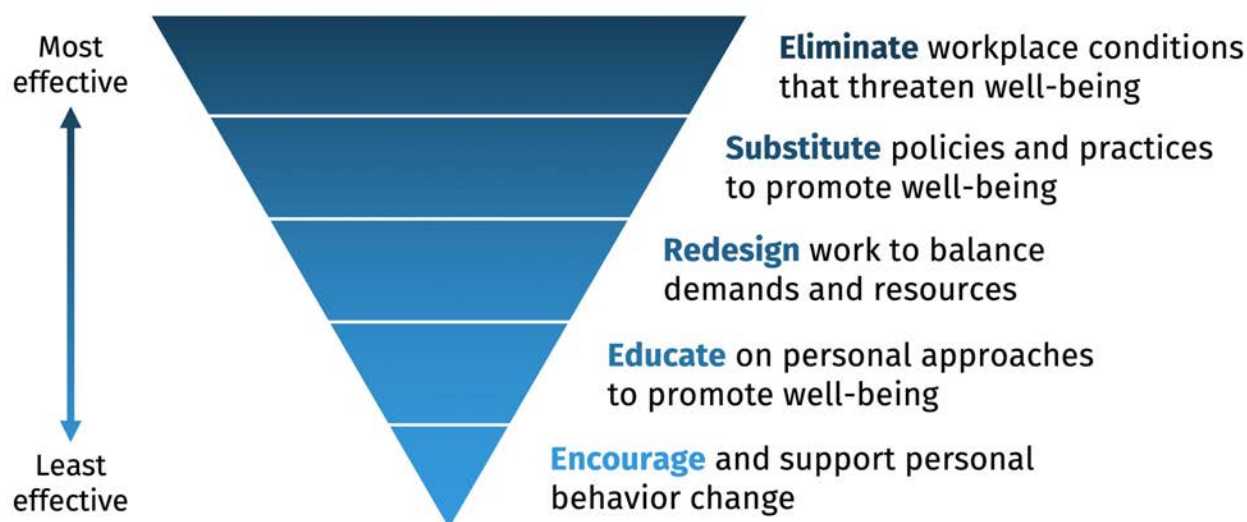 Most
effective
Eliminate workplace conditions
that threaten well-being
Substitute policies and practices
to promote well-being
Redesign work to balance
demands and resources
Educate on personal approaches
to promote well-being
Encourage and support personal
behavior change
Least
effective